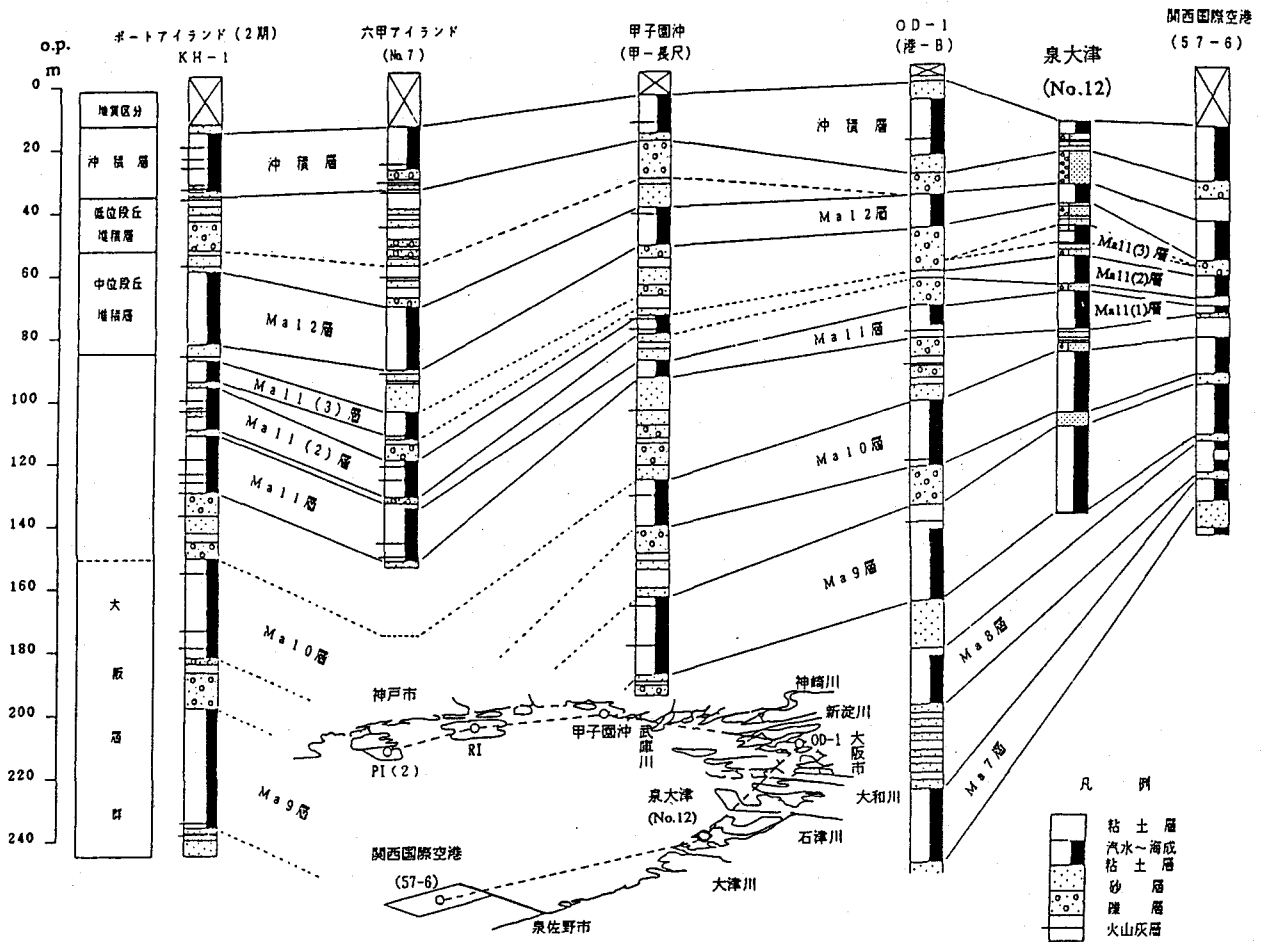 ポートアイランド(2期)
KH-1
六甲アイランド
(No7)
甲子園沖
(甲-長尺)
OD-1
(港-B)
泉大津
(No.12)
関西国際空港
(57-6)
O.P.
m
0
20
40
60
80
100
120
140
160
180
200
220
240
地質区分
沖積層
低位段丘
堆積層
中位段丘
堆積層
大
阪
層
群
沖積層
沖積層
Ma12層
Ma12層
Ma11(3)層
Ma11(2)層
Ma11層
Ma11(3)層
Ma11(2)層
Ma11(1)層
Ma11層
Ma10層
Ma10層
Ma9層
Ma9層
Ma8層
Ma7層
神戸市
PI(2)
RI
甲子園沖
武庫川
神崎川
新淀川
OD-1
大阪市
大和川
石津川
泉大津
(No.12)
大津川
関西国際空港
(57-6)
泉佐野市
凡例
粘土層
汽水~海成
粘土層
砂層
礫層
火山灰層